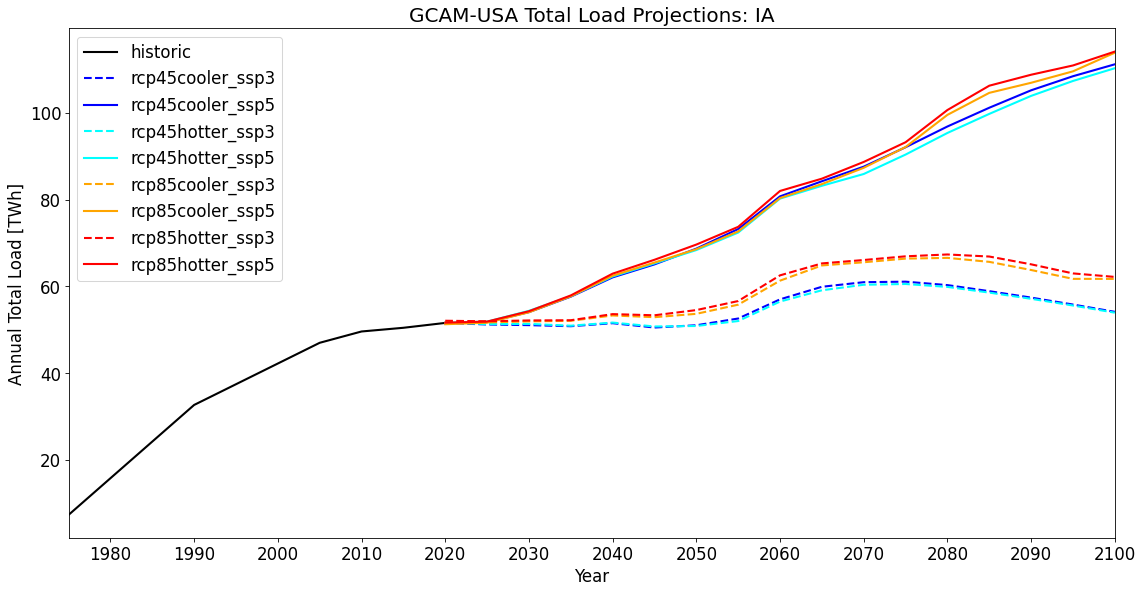 GCAM-USA Total Load Projections: IA
historic
rcp45cooler_ssp3
rcp45cooler_ssp5
rcp45hotter_ssp3
rcp45hotter_ssp5
rcp85cooler_ssp3
rcp85cooler_ssp5
rcp85hotter_ssp3
rcp85hotter_ssp5
Annual Total Load [TWh]
100
80
60
40
20
1980 1990 2000 2010 2020 2030 2040 2050 2060 2070 2080 2090 2100
Year